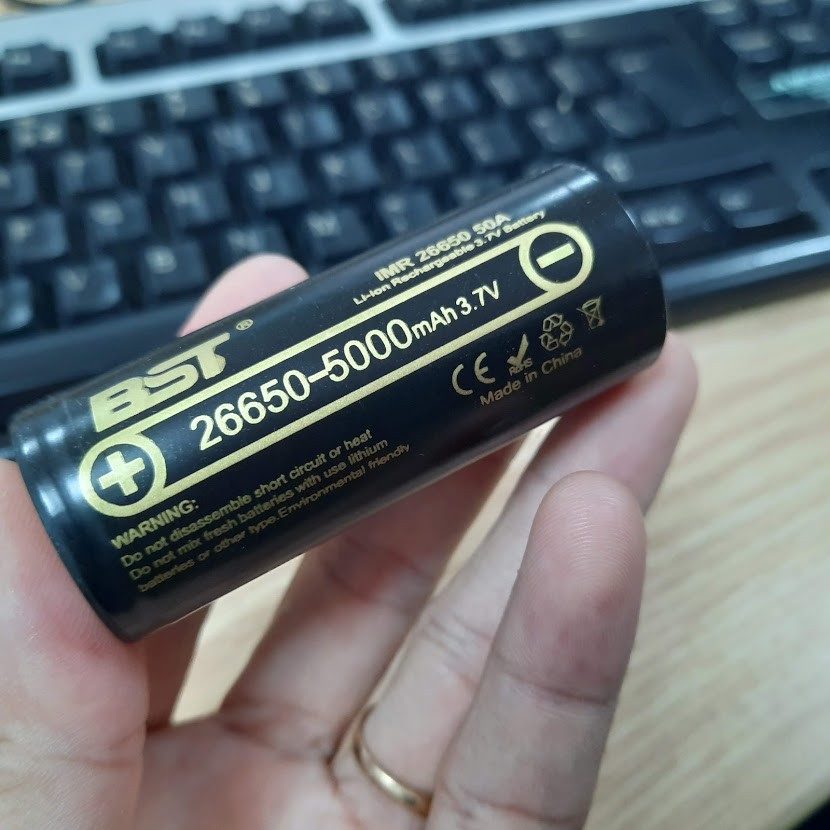 IMR 26650 50A
Li-ion Rechargeable 3.7V Battery
BST ®
26650-5000mAh 3.7V
CE RoHS
Made in China
WARNING:
Do not disassemble short circuit or heat
Do not mix fresh batteries with use lithium
batteries or other type. Environmental friendly